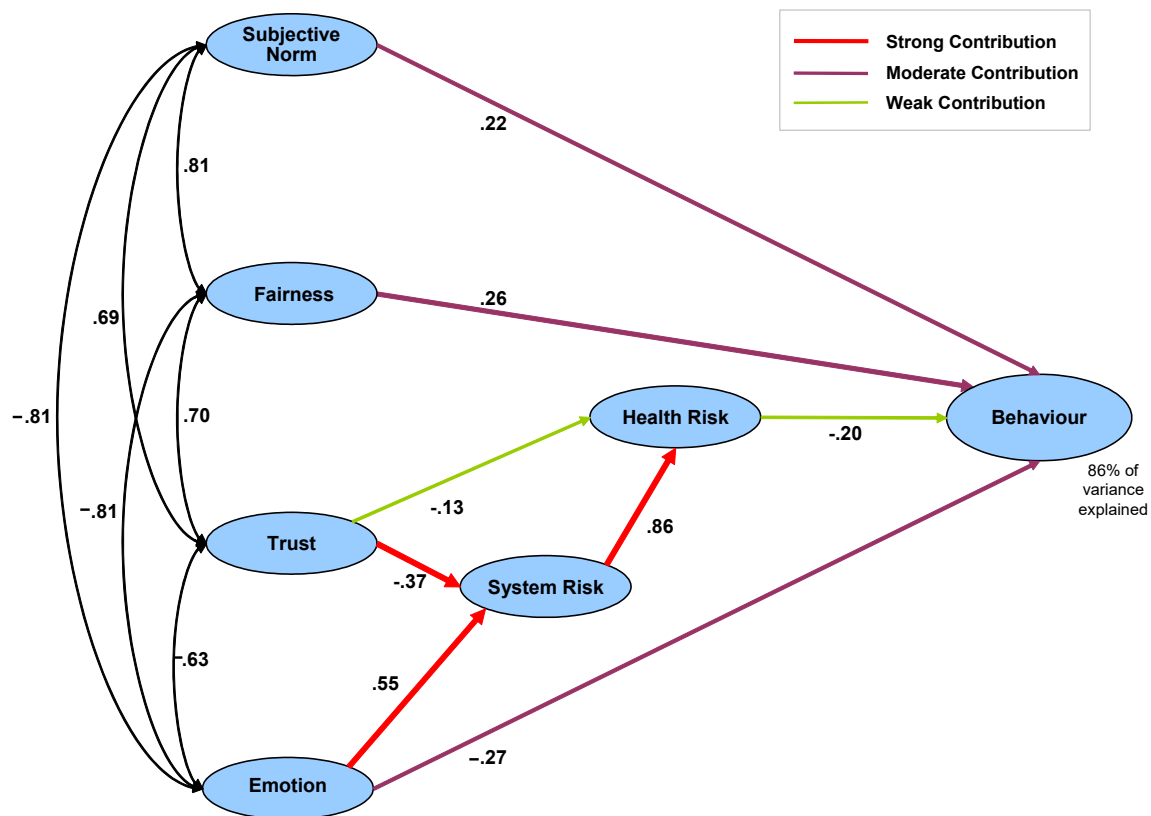 Subjective
Norm
Strong Contribution
Moderate Contribution
Weak Contribution
.22
.81
Fairness
.26
.69
Health Risk
Behaviour
−.81
.70
-.20
86% of
variance
explained
−.81
-.13
.86
Trust
-.37
System Risk
−.63
.55
−.27
Emotion